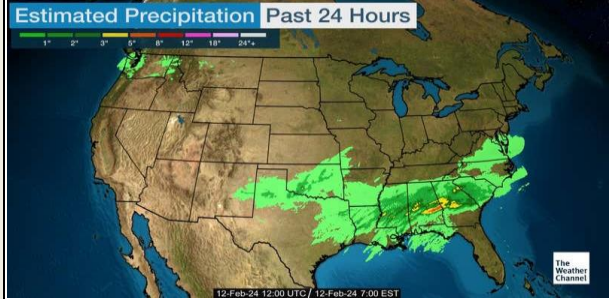 Estimated Precipitation Past 24 Hours
1" 2" 3" 5" 8" 12" 18" 24"+
The
Weather
Channel
12-Feb-24 12:00 UTC / 12-Feb-24 7:00 EST